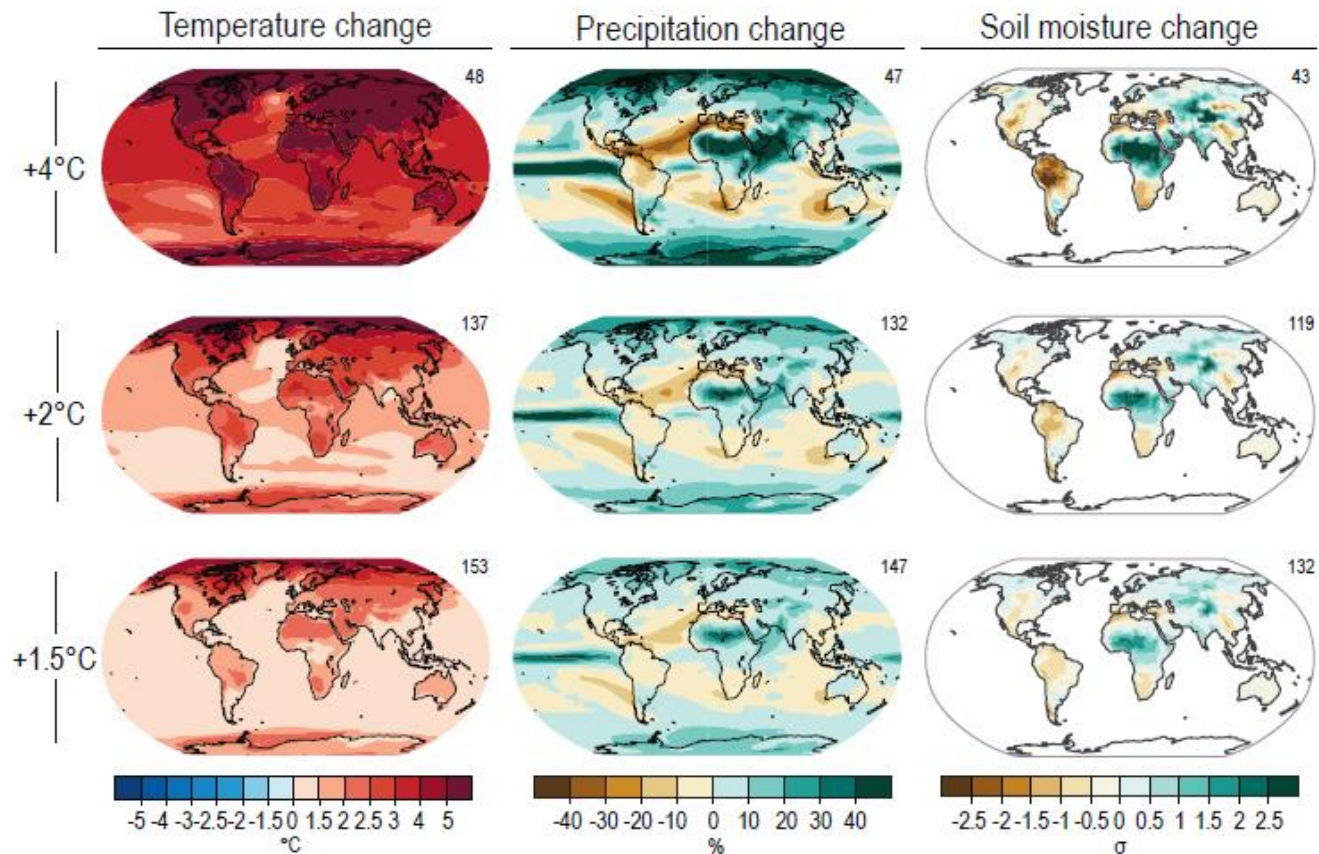 Temperature change Precipitation change Soil moisture change
48 47 43
+4°C
137 132 119
+2°C
153 147 132
+1.5°C
-5 -4 -3 -2.5 -2 -1.5 0 1.5 2 2.5 3 4 5
°C
-40 -30 -20 -10 0 10 20 30 40
%
-2.5 -2 -1.5 -1 -0.5 0 0.5 1 1.5 2 2.5
σ